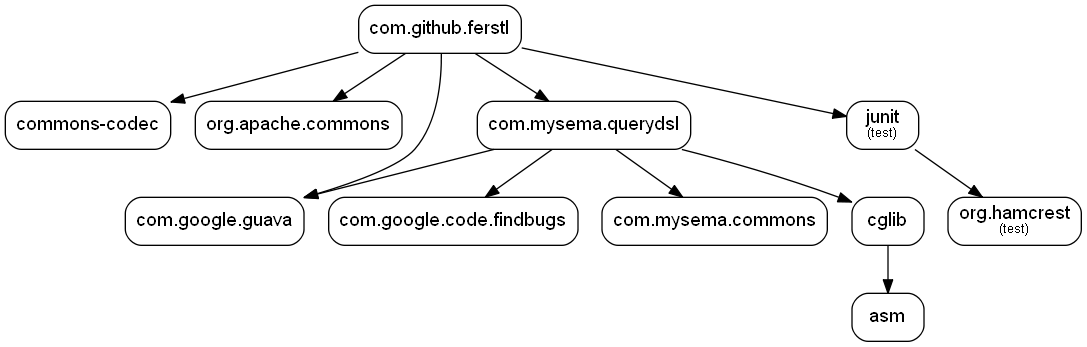 com.github.ferstl
commons-codec
org.apache.commons
com.mysema.querydsl
junit
(test)
com.google.guava
com.google.code.findbugs
com.mysema.commons
cglib
org.hamcrest
(test)
asm